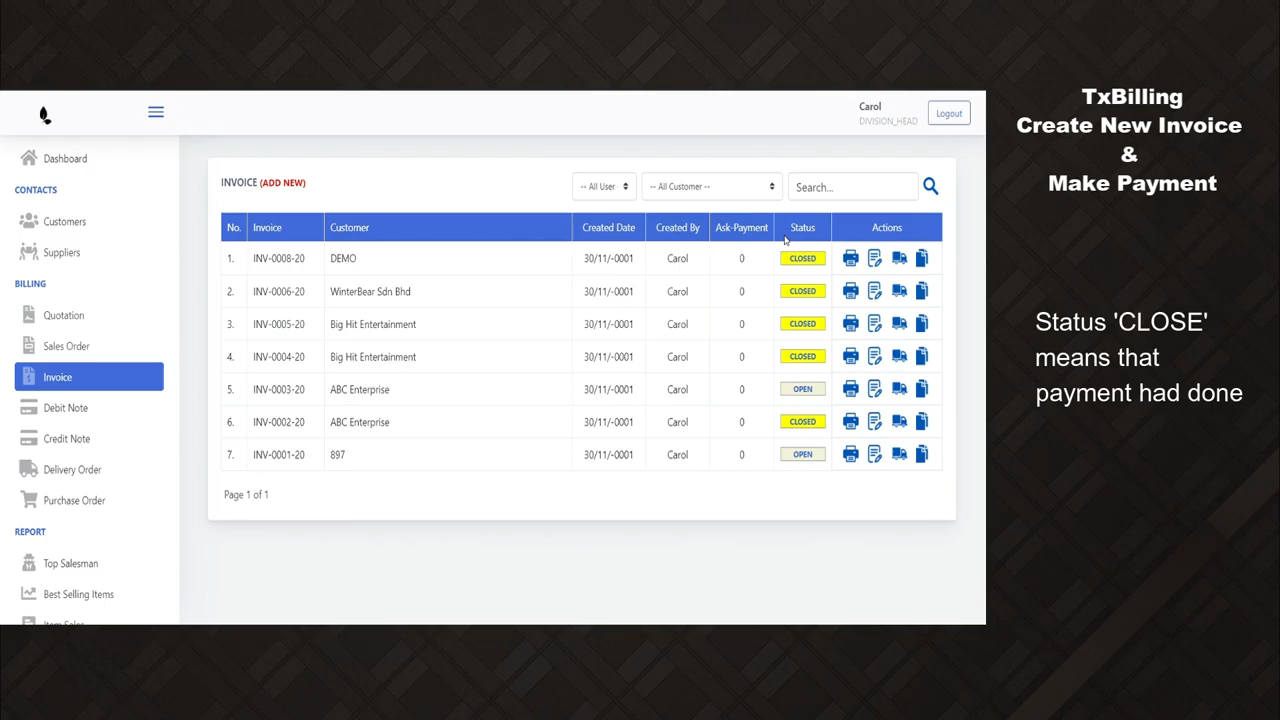 Carol
DIVISION_HEAD
Logout
Dashboard
CONTACTS
Customers
Suppliers
BILLING
Quotation
Sales Order
Invoice
Debit Note
Credit Note
Delivery Order
Purchase Order
REPORT
Top Salesman
Best Selling Items
Item Sales
INVOICE (ADD NEW)
-- All User
-- All Customer --
Search...
No. Invoice Customer Created Date Created By Ask-Payment Status Actions
1. INV-0008-20 DEMO 30/11/-0001 Carol 0 CLOSED
2. INV-0006-20 WinterBear Sdn Bhd 30/11/-0001 Carol 0 CLOSED
3. INV-0005-20 Big Hit Entertainment 30/11/-0001 Carol 0 CLOSED
4. INV-0004-20 Big Hit Entertainment 30/11/-0001 Carol 0 CLOSED
5. INV-0003-20 ABC Enterprise 30/11/-0001 Carol 0 OPEN
6. INV-0002-20 ABC Enterprise 30/11/-0001 Carol 0 CLOSED
7. INV-0001-20 897 30/11/-0001 Carol 0 OPEN
Page 1 of 1
TxBilling
Create New Invoice
&
Make Payment
Status 'CLOSE'
means that
payment had done